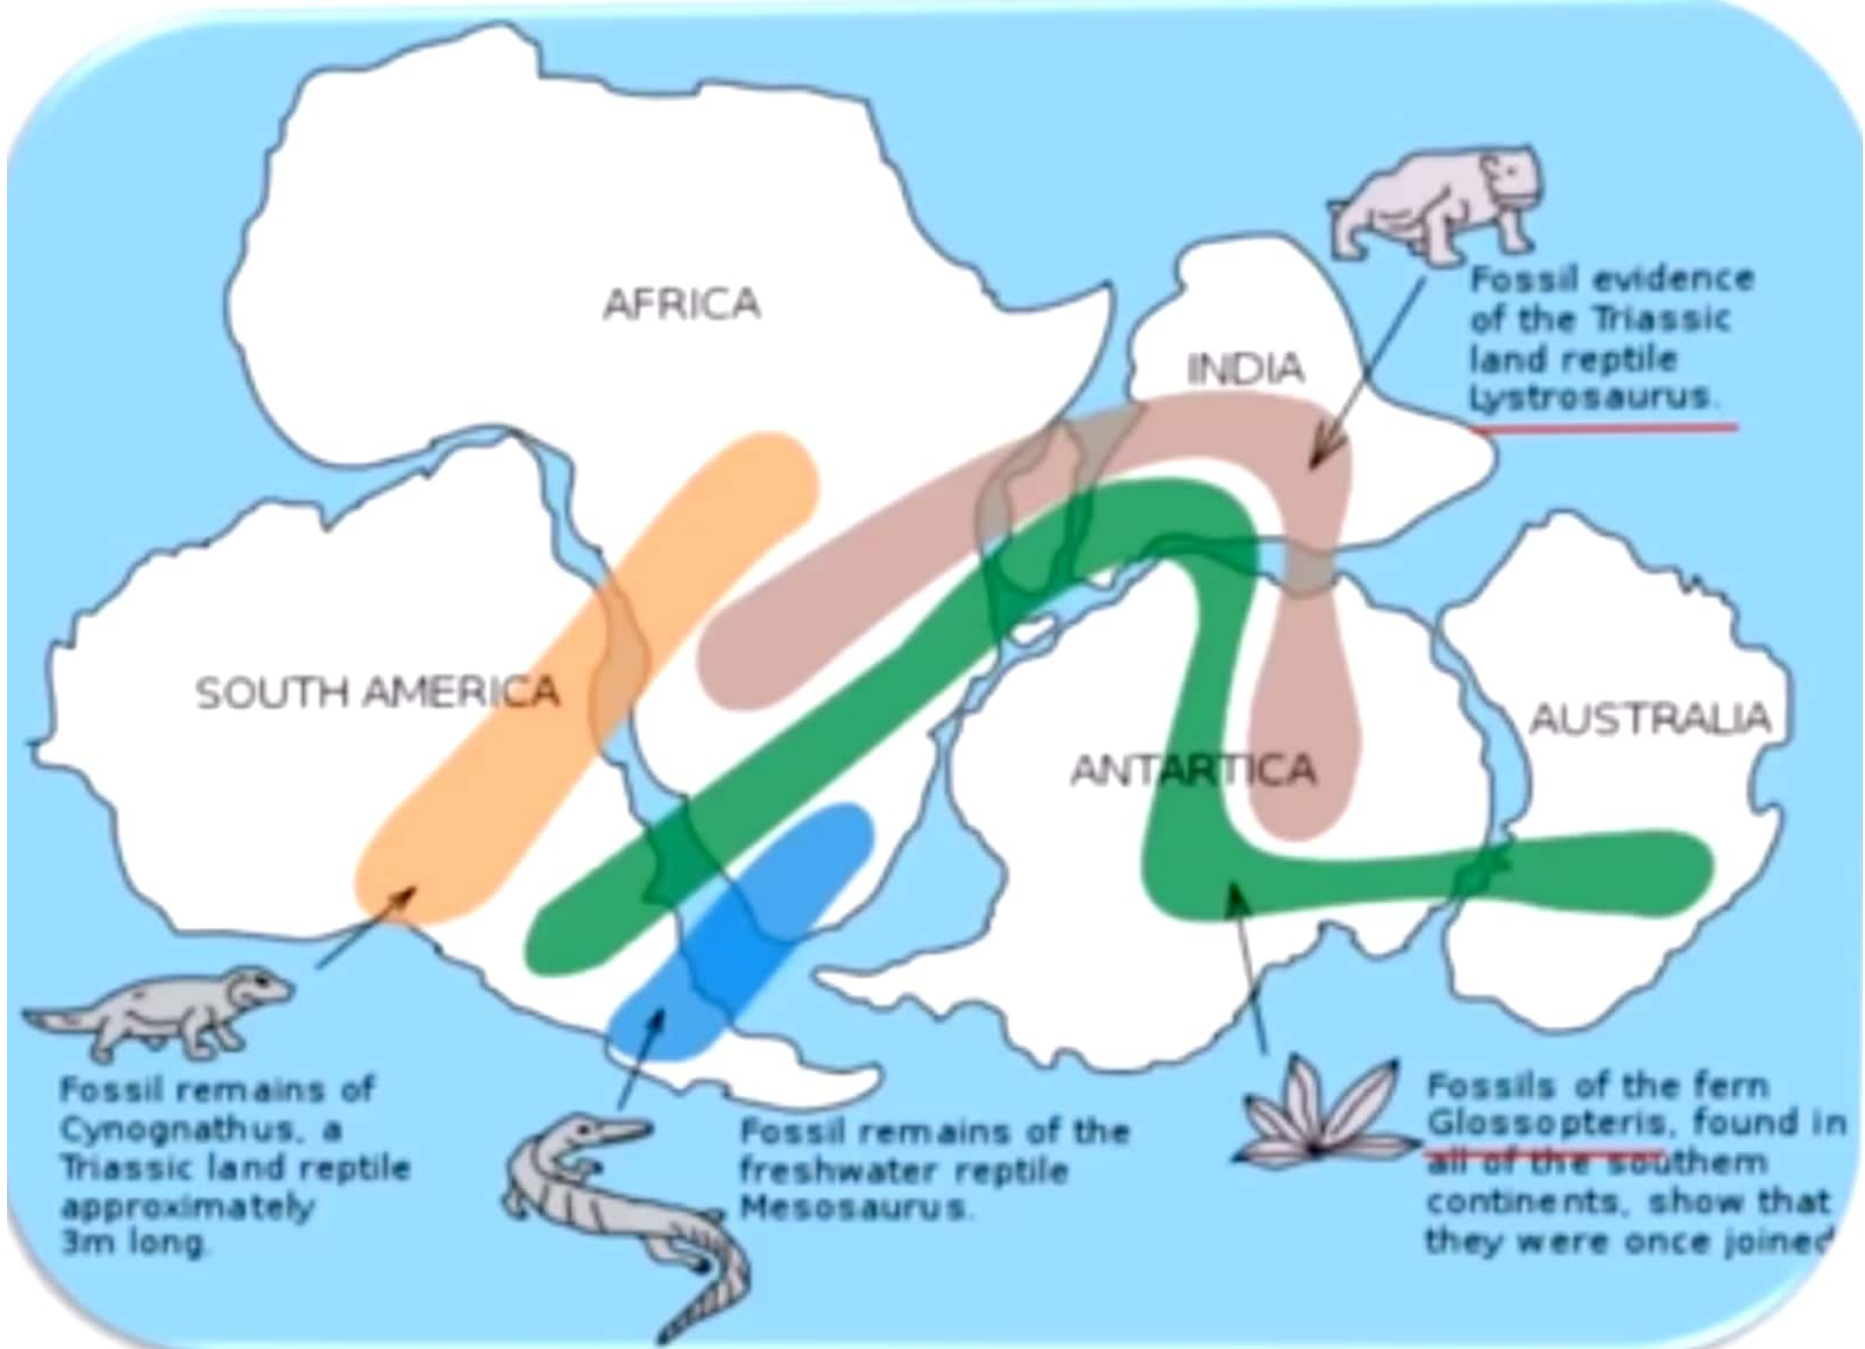 AFRICA
INDIA
Fossil evidence
of the Triassic
land reptile
Lystrosaurus.
SOUTH AMERICA
ANTARTICA
AUSTRALIA
Fossil remains of
Cynognathus, a
Triassic land reptile
approximately
3m long.
Fossil remains of the
freshwater reptile
Mesosaurus.
Fossils of the fern
Glossopteris, found in
all of the southern
continents, show that
they were once joined